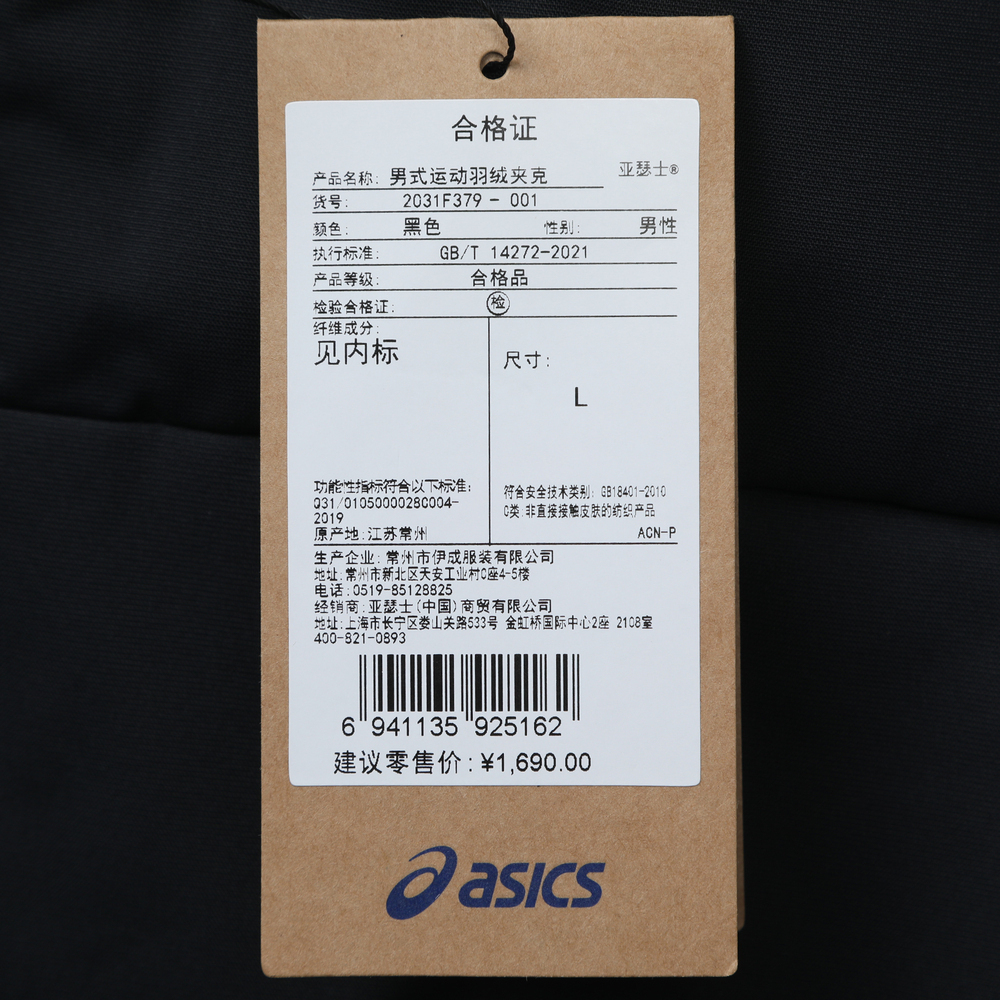 合格证
亚瑟士®
产品名称: 男式运动羽绒夹克
货号: 2031F379 - 001
颜色: 黑色 性别: 男性
执行标准: GB/T 14272-2021
产品等级: 合格品
检验合格证: 检
纤维成分:
见内标
尺寸:
L
功能性指标符合以下标准:
Q31/0105000028C004-
2019
原产地: 江苏常州
符合安全技术类别: GB18401-2010
C类 非直接接触皮肤的纺织产品
ACN-P
生产企业: 常州市伊成服装有限公司
地址: 常州市新北区天安工业村C座4-5楼
电话: 0519-85128825
经销商: 亚瑟士(中国)商贸有限公司
地址: 上海市长宁区娄山关路533号 金虹桥国际中心2座 2108室
400-821-0893
6 941135 925162
建议零售价: ¥1,690.00
asics